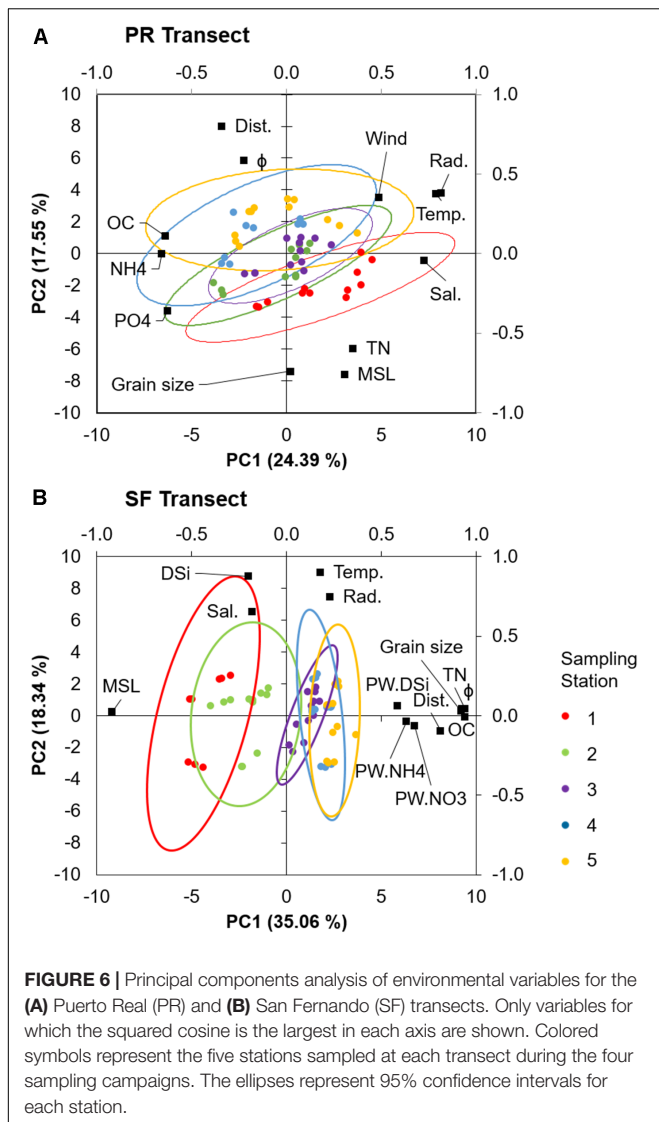 A PR Transect
-1.0 -0.5 0.0 0.5 1.0
10 1.0
8 Dist.
6 ϕ Wind Rad. 0.5
4 Temp.
OC 2
NH4 0 0.0
-2 Sal.
PO4 -4 -0.5
-6 TN
Grain size -8 MSL
-10 -1.0
PC2 (17.55 %)
-10 -5 0 5 10
PC1 (24.39 %)
B SF Transect
-1.0 -0.5 0.0 0.5 1.0
10 DSi Temp. 1.0
8 Rad.
6 Sal. 0.5
4 Grain size
2 MSL PW.DSi TN ϕ
0 Dist. 0.0
-2 OC
-4 PW.NH4 PW.NO3 -0.5
-6
-8
-10 -1.0
PC2 (18.34 %)
-10 -5 0 5 10
PC1 (35.06 %)
Sampling
Station
1
2
3
4
5
FIGURE 6 | Principal components analysis of environmental variables for the
(A) Puerto Real (PR) and (B) San Fernando (SF) transects. Only variables for
which the squared cosine is the largest in each axis are shown. Colored
symbols represent the five stations sampled at each transect during the four
sampling campaigns. The ellipses represent 95% confidence intervals for
each station.